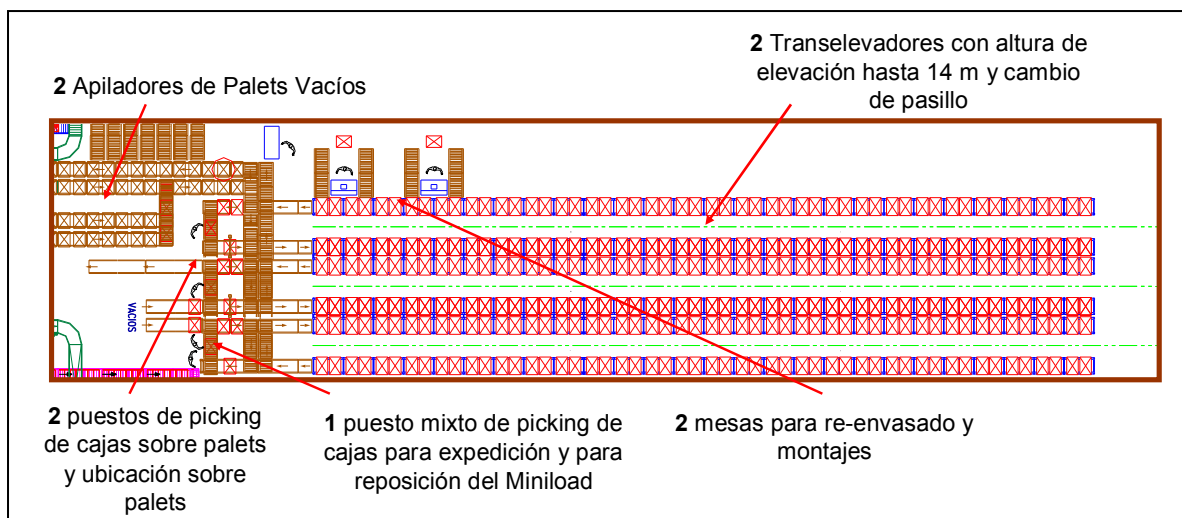 2 Apiladores de Palets Vacíos
2 Transelevadores con altura de
elevación hasta 14 m y cambio
de pasillo
VACIOS
2 puestos de picking
de cajas sobre palets
y ubicación sobre
palets
1 puesto mixto de picking de
cajas para expedición y para
reposición del Miniload
2 mesas para re-envasado y
montajes